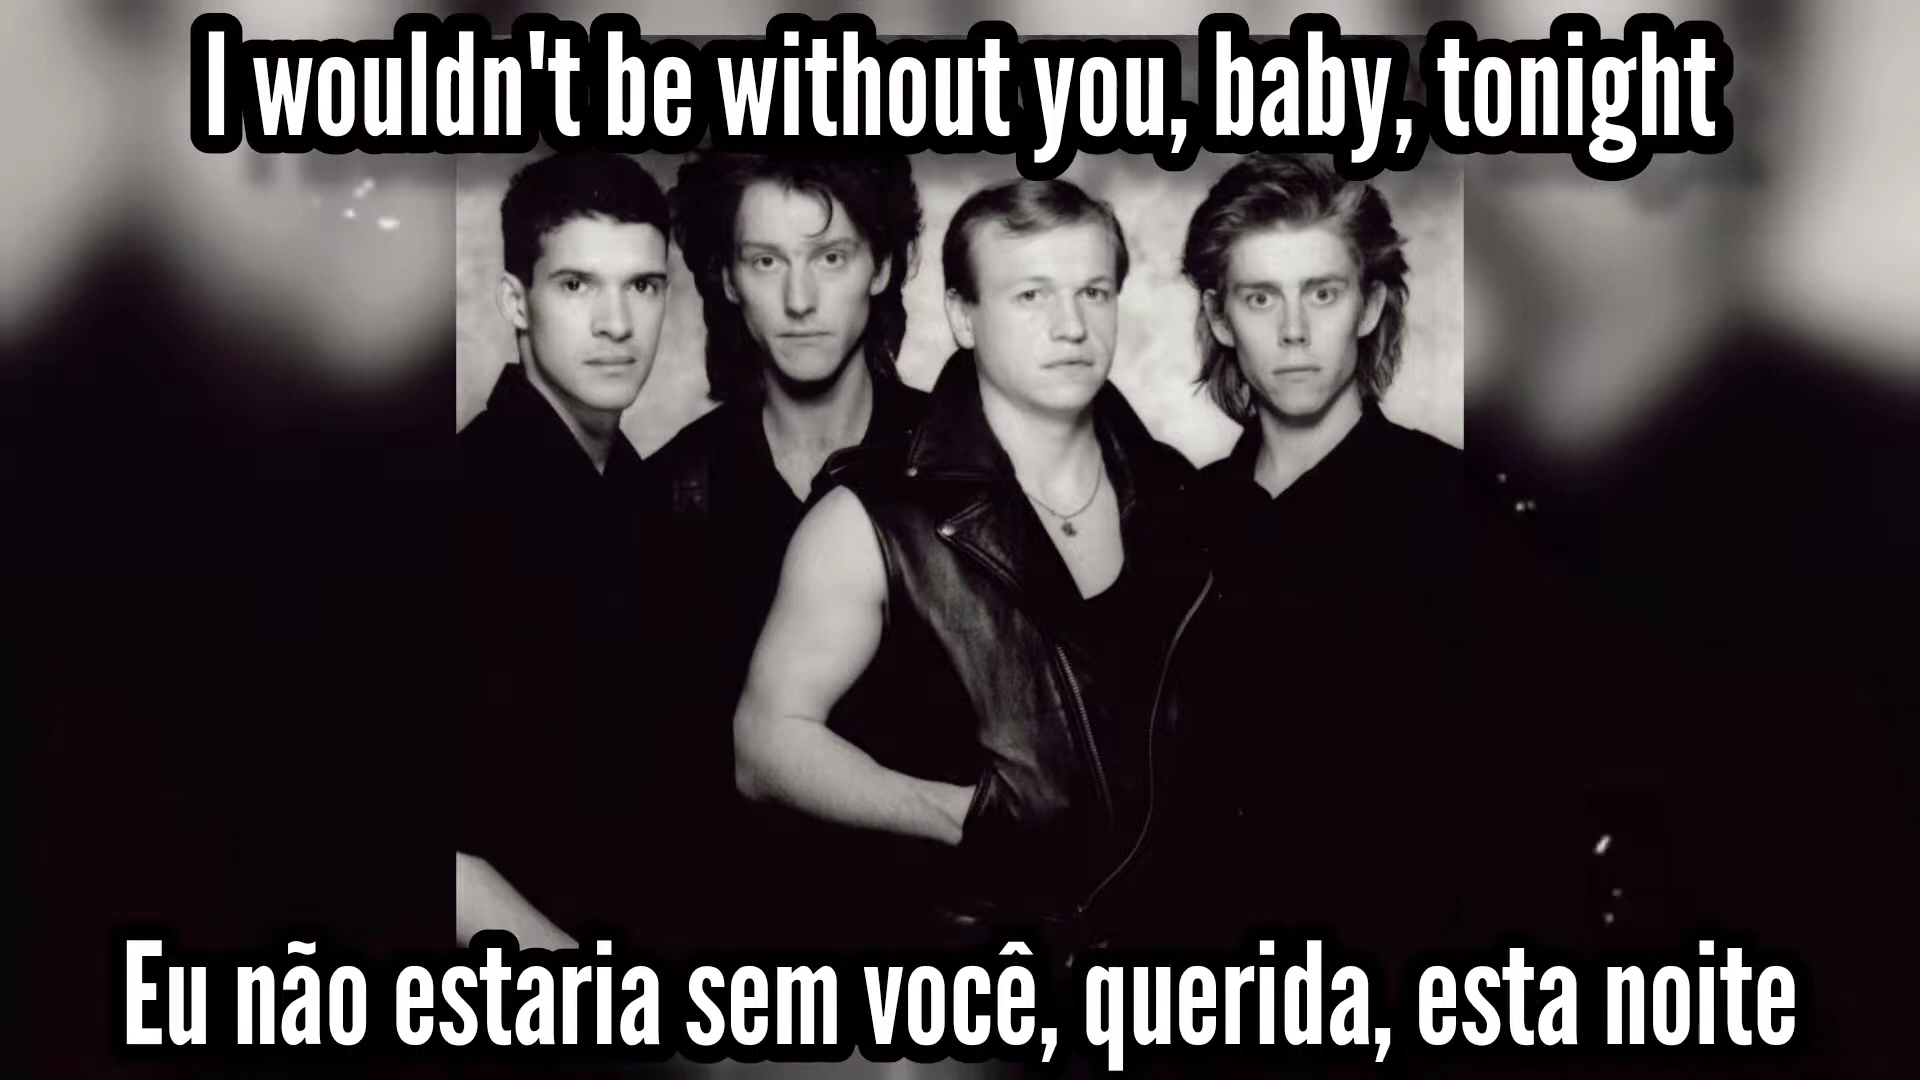 I wouldn't be without you, baby, tonight
Eu não estaria sem você, querida, esta noite